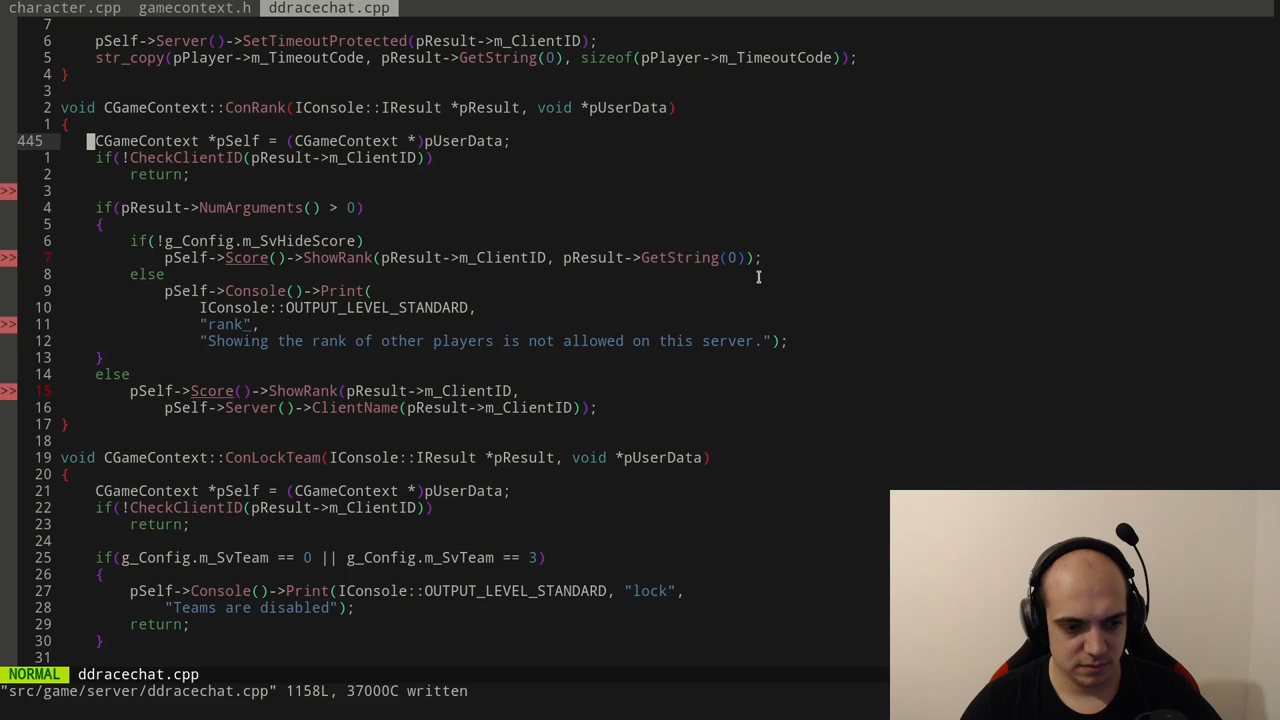 character.cpp gamecontext.h ddracechat.cpp
7
6 pSelf->Server()->SetTimeoutProtected(pResult->m_ClientID);
5 str_copy(pPlayer->m_TimeoutCode, pResult->GetString(0), sizeof(pPlayer->m_TimeoutCode));
4 }
3
2 void CGameContext::ConRank(IConsole::IResult *pResult, void *pUserData)
1 {
445 CGameContext *pSelf = (CGameContext *)pUserData;
1 if(!CheckClientID(pResult->m_ClientID))
2 return;
>> 3
4 if(pResult->NumArguments() > 0)
5 {
6 if(!g_Config.m_SvHideScore)
>> 7 pSelf->Score()->ShowRank(pResult->m_ClientID, pResult->GetString(0));
8 else
9 pSelf->Console()->Print(
10 IConsole::OUTPUT_LEVEL_STANDARD,
>> 11 "rank",
12 "Showing the rank of other players is not allowed on this server.");
13 }
14 else
>> 15 pSelf->Score()->ShowRank(pResult->m_ClientID,
16 pSelf->Server()->ClientName(pResult->m_ClientID));
17 }
18
19 void CGameContext::ConLockTeam(IConsole::IResult *pResult, void *pUserData)
20 {
21 CGameContext *pSelf = (CGameContext *)pUserData;
22 if(!CheckClientID(pResult->m_ClientID))
23 return;
24
25 if(g_Config.m_SvTeam == 0 || g_Config.m_SvTeam == 3)
26 {
27 pSelf->Console()->Print(IConsole::OUTPUT_LEVEL_STANDARD, "lock",
28 "Teams are disabled");
29 return;
30 }
31
NORMAL ddracechat.cpp
"src/game/server/ddracechat.cpp" 1158L, 37000C written